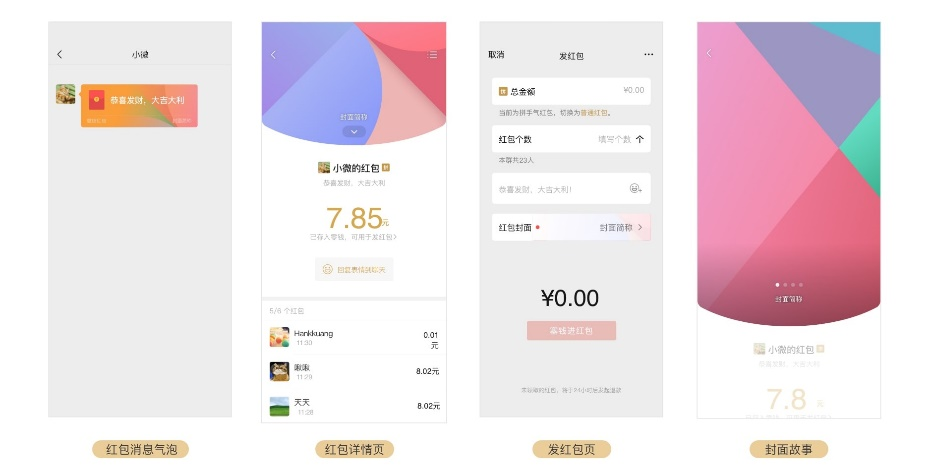 小微
恭喜发财，大吉大利
红包消息气泡
封面简称
小微的红包 拼
恭喜发财，大吉大利
7.85元
已存入零钱，可用于发红包>
回复表情到聊天
5/6 个红包
Hankkuang
11:30
0.01
元
啾啾
11:29
8.02元
天天
11:28
8.02元
红包详情页
取消
发红包
拼 总金额
¥0.00
当前为拼手气红包，切换为普通红包。
红包个数
填写个数 个
本群共23人
恭喜发财，大吉大利！
红包封面
封面简称 >
¥0.00
塞钱进红包
未领取的红包，将于24小时后发起退款
发红包页
封面简称
小微的红包
恭喜发财，大吉大利
7.8 元
封面故事